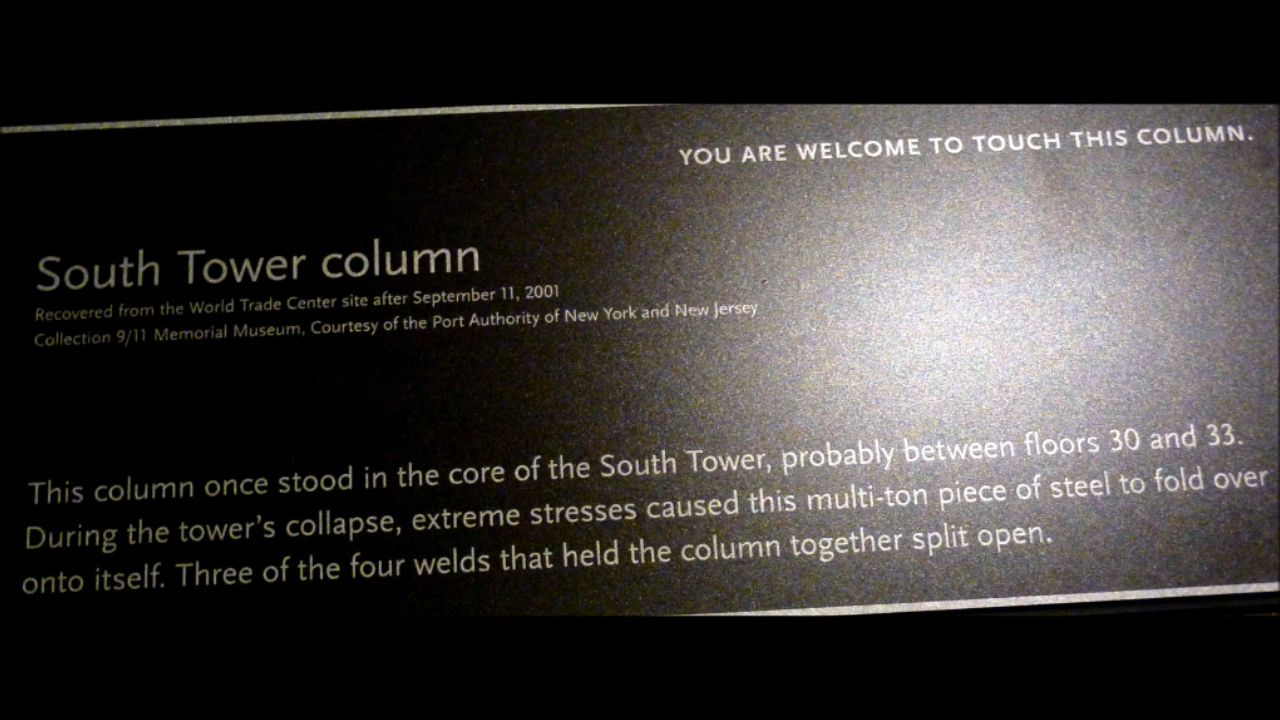 YOU ARE WELCOME TO TOUCH THIS COLUMN.
South Tower column
Recovered from the World Trade Center site after September 11, 2001
Collection 9/11 Memorial Museum, Courtesy of the Port Authority of New York and New Jersey
This column once stood in the core of the South Tower, probably between floors 30 and 33.
During the tower's collapse, extreme stresses caused this multi-ton piece of steel to fold over
onto itself. Three of the four welds that held the column together split open.